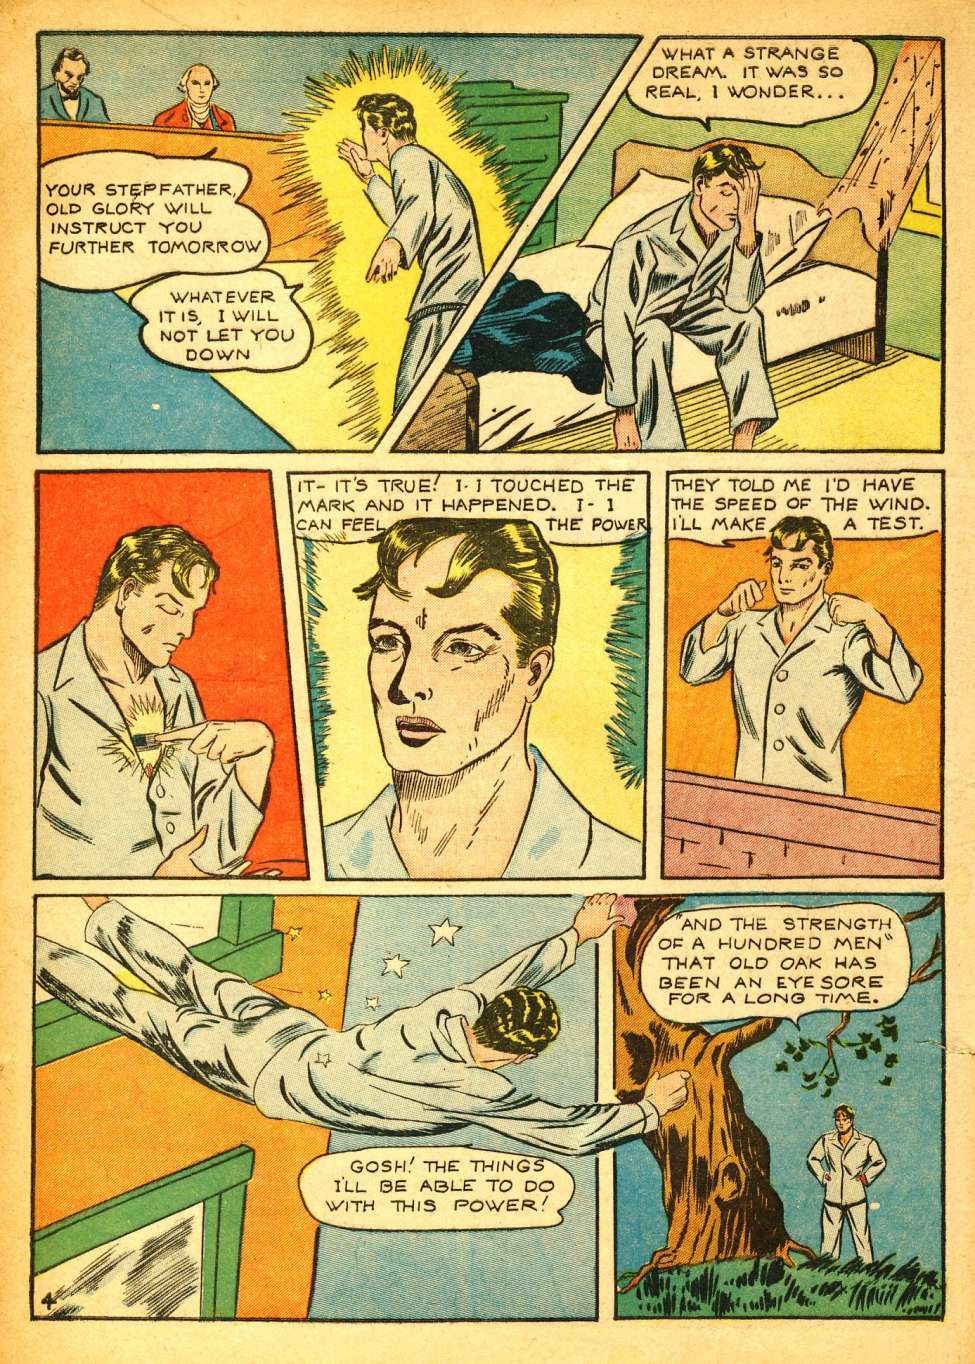 YOUR STEPFATHER,
OLD GLORY WILL
INSTRUCT YOU
FURTHER TOMORROW
WHATEVER
IT IS, I WILL
NOT LET YOU
DOWN
WHAT A STRANGE
DREAM. IT WAS SO
REAL, I WONDER...
IT- IT'S TRUE! I-I TOUCHED THE
MARK AND IT HAPPENED. I- I
CAN FEEL THE POWER
THEY TOLD ME I'D HAVE
THE SPEED OF THE WIND.
I'LL MAKE A TEST.
GOSH! THE THINGS
I'LL BE ABLE TO DO
WITH THIS POWER!
"AND THE STRENGTH
OF A HUNDRED MEN"
THAT OLD OAK HAS
BEEN AN EYE SORE
FOR A LONG TIME.
4